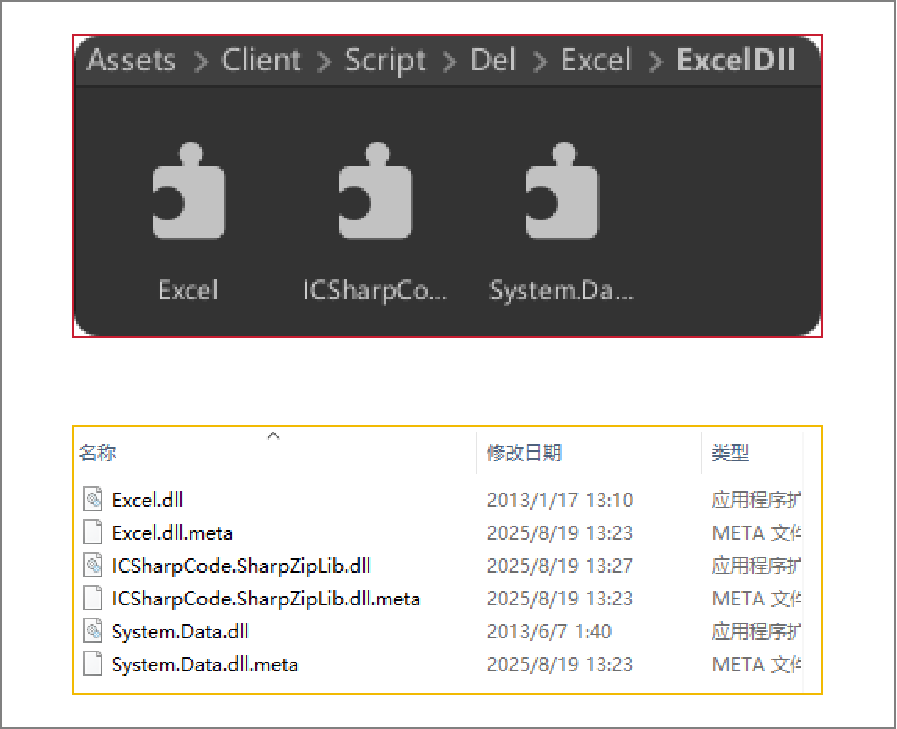 Assets > Client > Script > Del > Excel > ExcelDll
Excel ICSharpCo... System.Da...
名称 修改日期 类型
Excel.dll 2013/1/17 13:10 应用程序扩
Excel.dll.meta 2025/8/19 13:23 META 文件
ICSharpCode.SharpZipLib.dll 2025/8/19 13:27 应用程序扩
ICSharpCode.SharpZipLib.dll.meta 2025/8/19 13:23 META 文件
System.Data.dll 2013/6/7 1:40 应用程序扩
System.Data.dll.meta 2025/8/19 13:23 META 文件